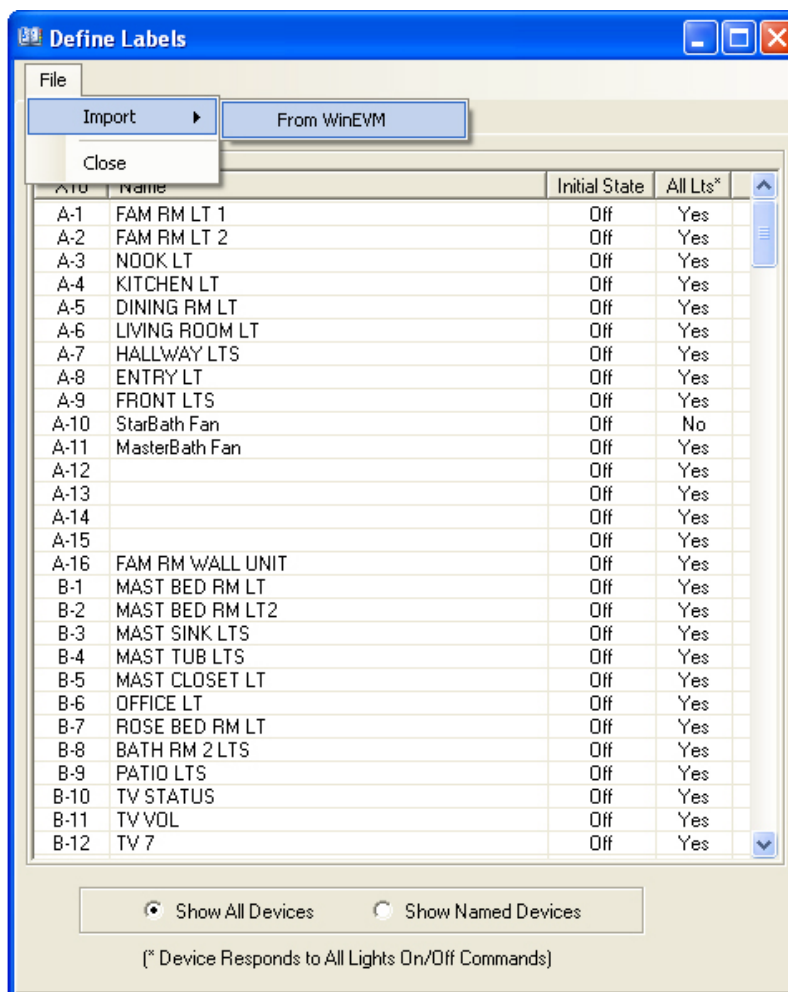 Define Labels
File
Import
From WinEVM
Close
X10 Name Initial State All Lts*
A-1 FAM RM LT 1 Off Yes
A-2 FAM RM LT 2 Off Yes
A-3 NOOK LT Off Yes
A-4 KITCHEN LT Off Yes
A-5 DINING RM LT Off Yes
A-6 LIVING ROOM LT Off Yes
A-7 HALLWAY LTS Off Yes
A-8 ENTRY LT Off Yes
A-9 FRONT LTS Off Yes
A-10 StarBath Fan Off No
A-11 MasterBath Fan Off Yes
A-12 Off Yes
A-13 Off Yes
A-14 Off Yes
A-15 Off Yes
A-16 FAM RM WALL UNIT Off Yes
B-1 MAST BED RM LT Off Yes
B-2 MAST BED RM LT2 Off Yes
B-3 MAST SINK LTS Off Yes
B-4 MAST TUB LTS Off Yes
B-5 MAST CLOSET LT Off Yes
B-6 OFFICE LT Off Yes
B-7 ROSE BED RM LT Off Yes
B-8 BATH RM 2 LTS Off Yes
B-9 PATIO LTS Off Yes
B-10 TV STATUS Off Yes
B-11 TV VOL Off Yes
B-12 TV 7 Off Yes
Show All Devices Show Named Devices
(* Device Responds to All Lights On/Off Commands)